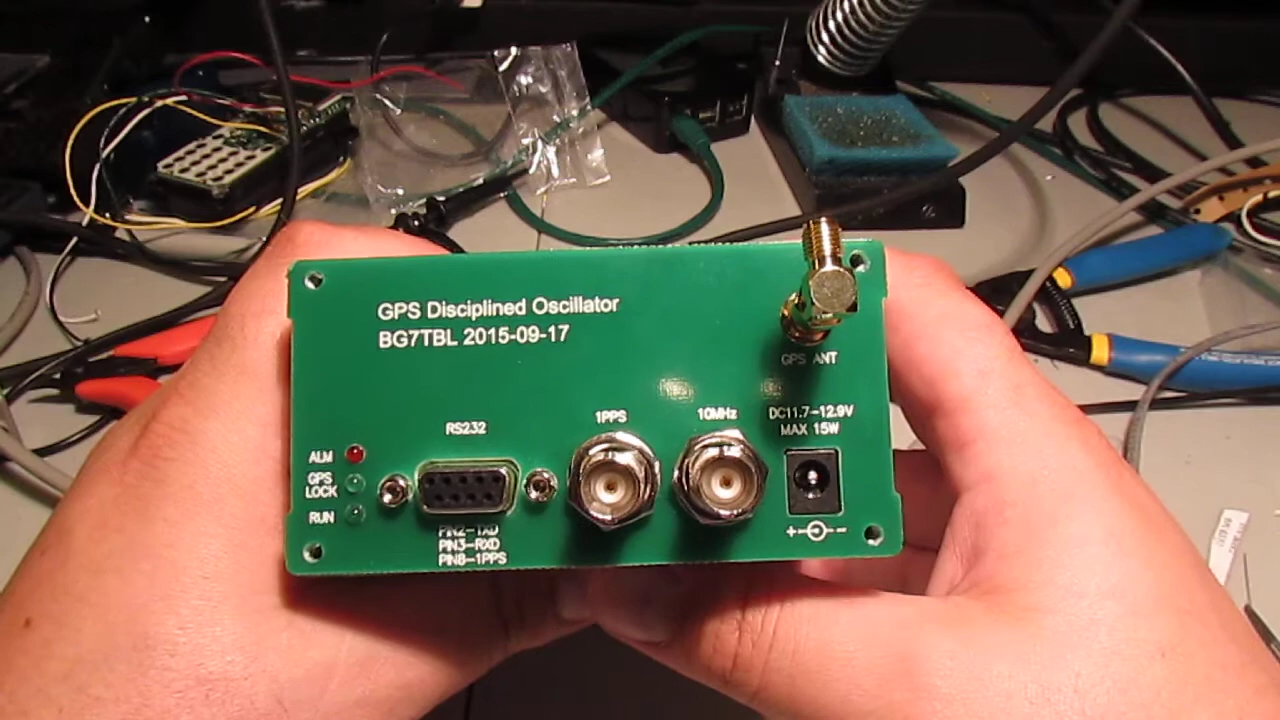 GPS Disciplined Oscillator
BG7TBL 2015-09-17
GPS ANT
RS232
1PPS
10MHz
DC11.7-12.9V
MAX 15W
ALM
GPS
LOCK
RUN
PIN2-TXD
PIN3-RXD
PIN8-1PPS
+ -